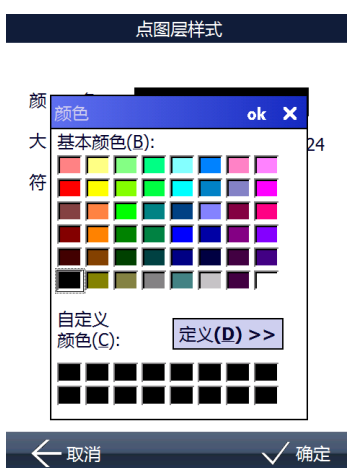 点图层样式
颜 色
颜色 ok ×
大 24
基本颜色(B):
符
自定义
颜色(C):
定义(D) >>
取消 确定